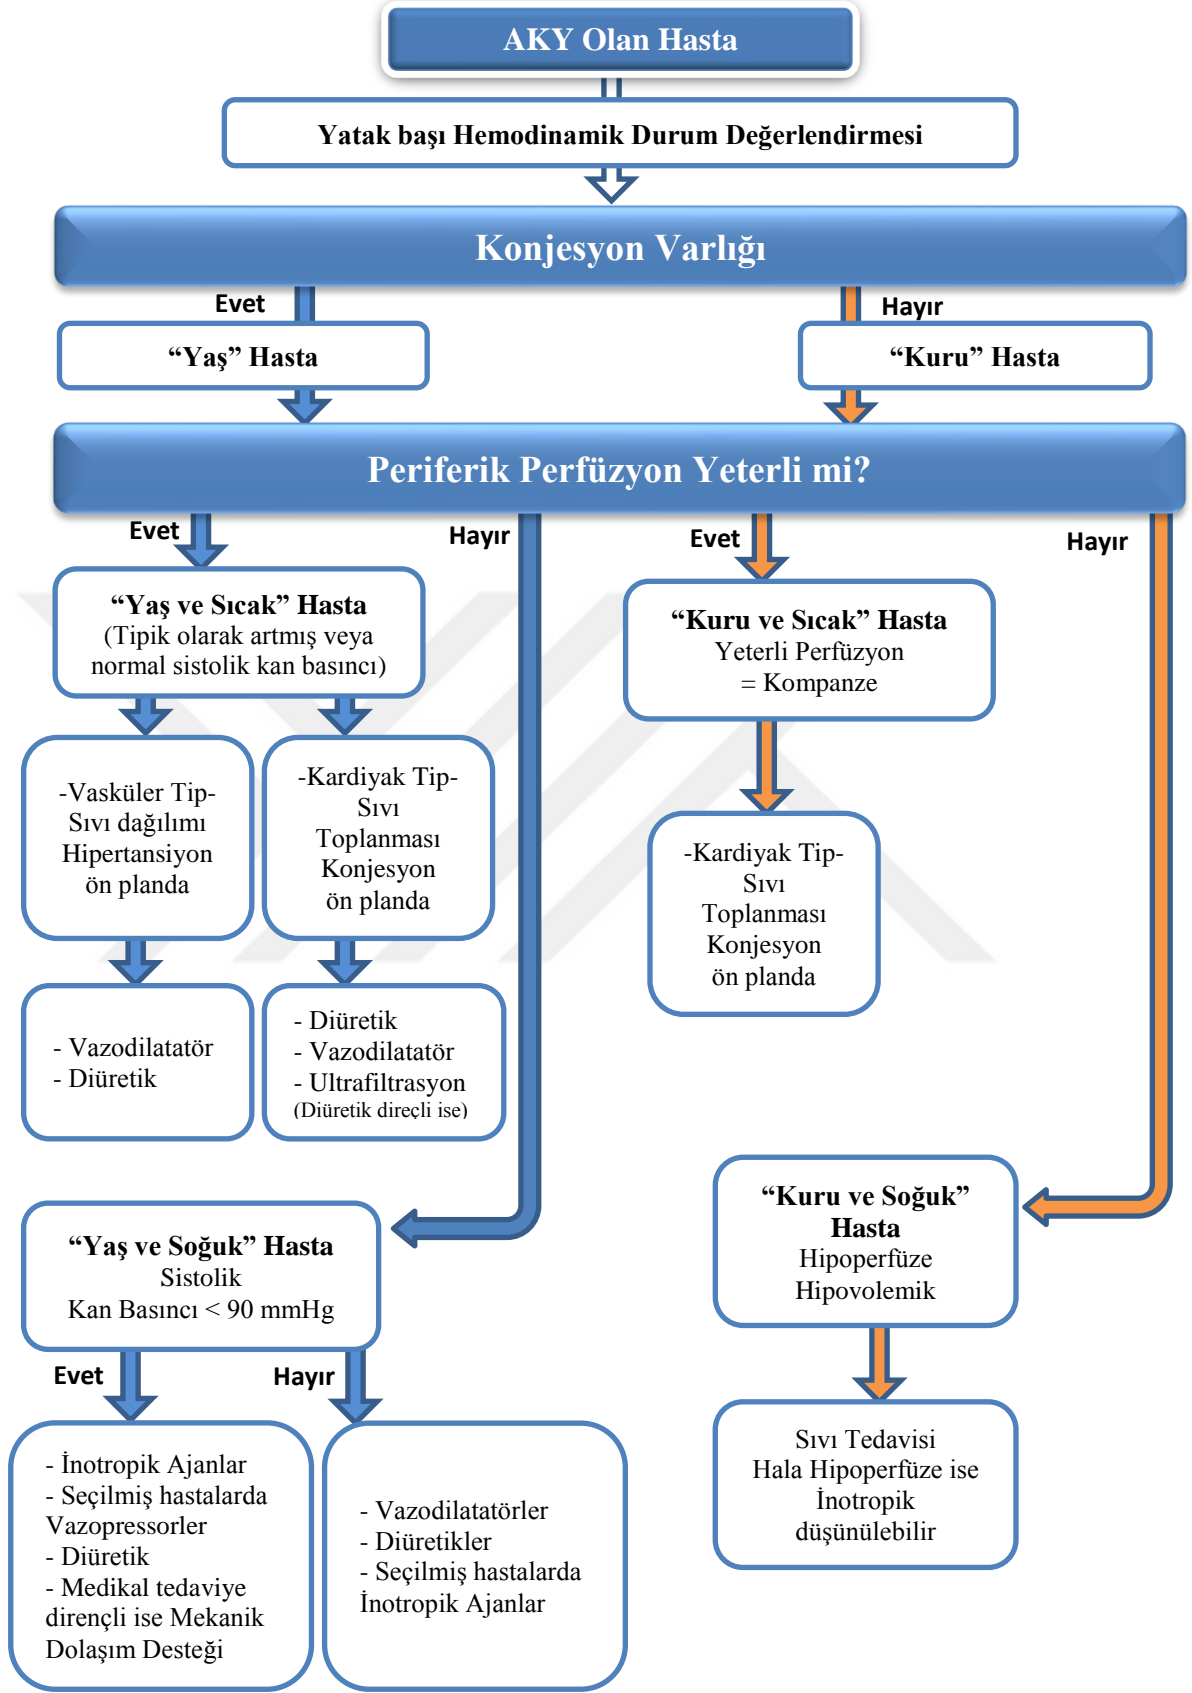 AKY Olan Hasta
Yatak başı Hemodinamik Durum Değerlendirmesi
Konjesyon Varlığı
Evet
Hayır
“Yaş” Hasta
“Kuru” Hasta
Periferik Perfüzyon Yeterli mi?
Evet
Hayır
Evet
Hayır
“Yaş ve Sıcak” Hasta
(Tipik olarak artmış veya
normal sistolik kan basıncı)
“Kuru ve Sıcak” Hasta
Yeterli Perfüzyon
= Kompanze
-Vasküler Tip-
Sıvı dağılımı
Hipertansiyon
ön planda
-Kardiyak Tip-
Sıvı
Toplanması
Konjesyon
ön planda
-Kardiyak Tip-
Sıvı
Toplanması
Konjesyon
ön planda
- Vazodilatatör
- Diüretik
- Diüretik
- Vazodilatatör
- Ultrafiltrasyon
(Diüretik direçli ise)
“Yaş ve Soğuk” Hasta
Sistolik
Kan Basıncı < 90 mmHg
“Kuru ve Soğuk”
Hasta
Hipoperfüze
Hipovolemik
Evet
Hayır
- İnotropik Ajanlar
- Seçilmiş hastalarda
Vazopressorler
- Diüretik
- Medikal tedaviye
dirençli ise Mekanik
Dolaşım Desteği
- Vazodilatatörler
- Diüretikler
- Seçilmiş hastalarda
İnotropik Ajanlar
Sıvı Tedavisi
Hala Hipoperfüze ise
İnotropik
düşünülebilir